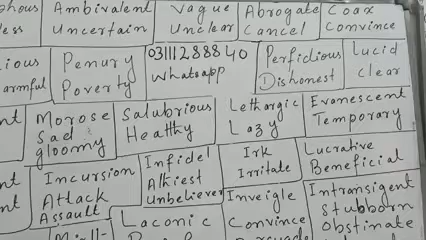 Ambivalent Vague Abrogate Coax
Uncertain Unclear Cancel Convince
Penury 03111288840 Perfidious Lucid
Poverty Whatsapp Dishonest Clear
Morose Salubrious Lethargic Evanescent
Sad Healthy Lazy Temporary
gloomy
Incursion Infidel Irk Lucrative
Attack Athiest Irritate Beneficial
Assault Unbeliever Inveigle Intransigent
Laconic Convince Stubborn
Obstinate